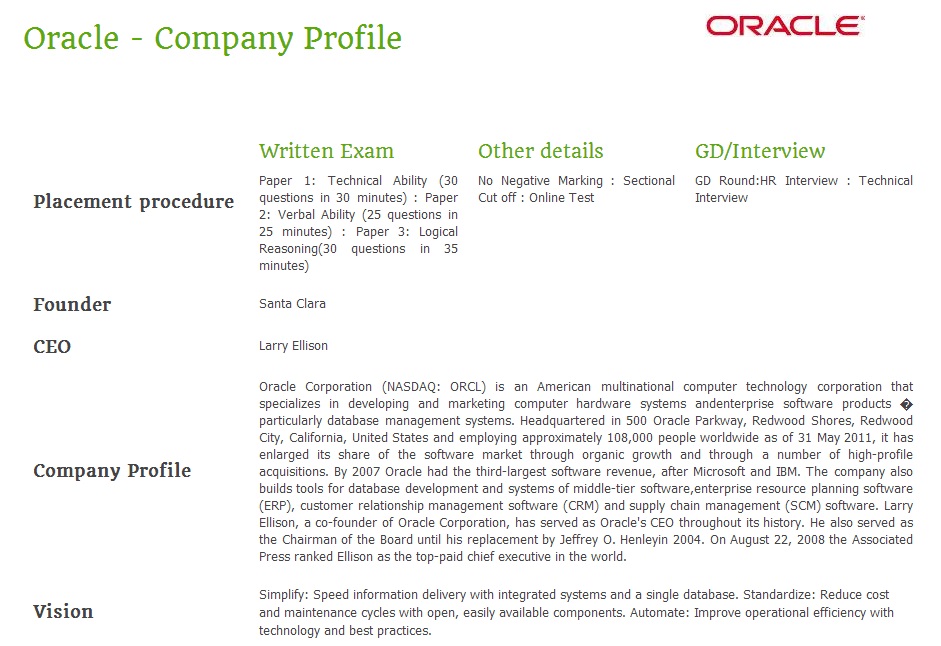 Oracle - Company Profile
ORACLE
Written Exam
Other details
GD/Interview
Placement procedure
Paper 1: Technical Ability (30
questions in 30 minutes) : Paper
2: Verbal Ability (25 questions in
25 minutes) : Paper 3: Logical
Reasoning(30 questions in 35
minutes)
No Negative Marking : Sectional
Cut off : Online Test
GD Round:HR Interview : Technical
Interview
Founder
Santa Clara
CEO
Larry Ellison
Company Profile
Oracle Corporation (NASDAQ: ORCL) is an American multinational computer technology corporation that
specializes in developing and marketing computer hardware systems andenterprise software products �
particularly database management systems. Headquartered in 500 Oracle Parkway, Redwood Shores, Redwood
City, California, United States and employing approximately 108,000 people worldwide as of 31 May 2011, it has
enlarged its share of the software market through organic growth and through a number of high-profile
acquisitions. By 2007 Oracle had the third-largest software revenue, after Microsoft and IBM. The company also
builds tools for database development and systems of middle-tier software,enterprise resource planning software
(ERP), customer relationship management software (CRM) and supply chain management (SCM) software. Larry
Ellison, a co-founder of Oracle Corporation, has served as Oracle's CEO throughout its history. He also served as
the Chairman of the Board until his replacement by Jeffrey O. Henleyin 2004. On August 22, 2008 the Associated
Press ranked Ellison as the top-paid chief executive in the world.
Vision
Simplify: Speed information delivery with integrated systems and a single database. Standardize: Reduce cost
and maintenance cycles with open, easily available components. Automate: Improve operational efficiency with
technology and best practices.